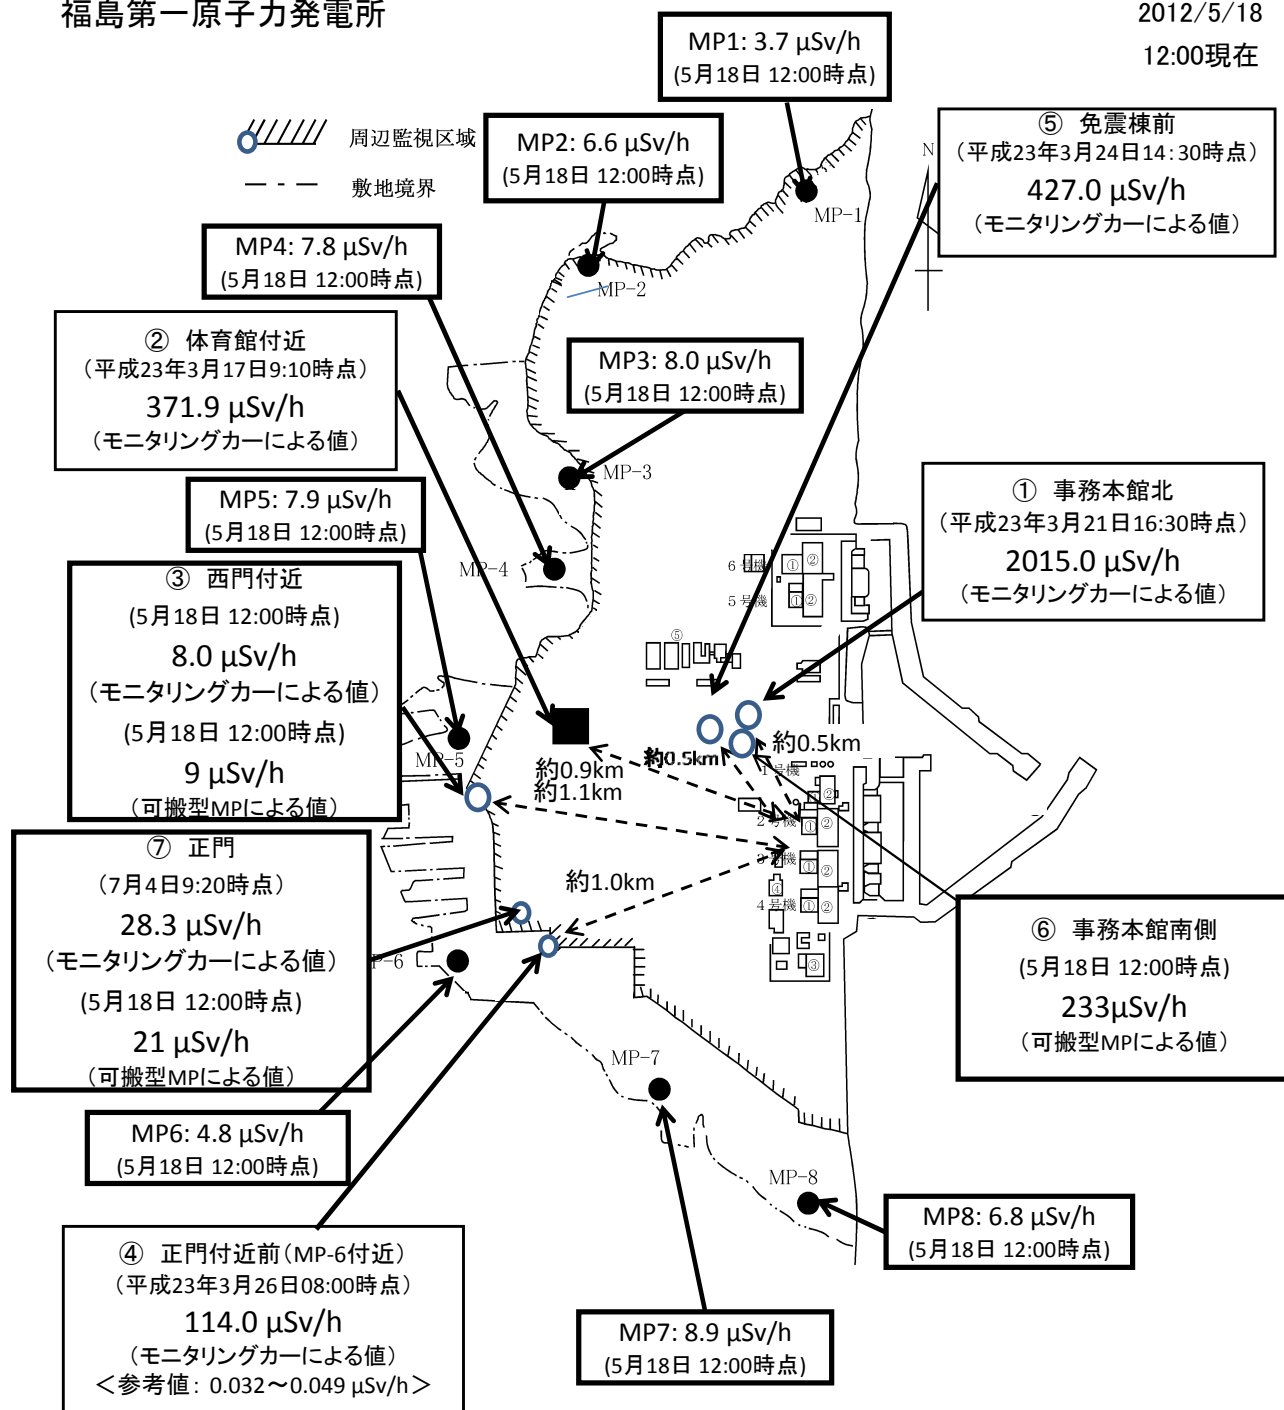 福島第一原子力発電所
2012/5/18
12:00現在
周辺監視区域
敷地境界
MP1: 3.7 µSv/h
(5月18日 12:00時点)
MP2: 6.6 µSv/h
(5月18日 12:00時点)
⑤ 免震棟前
(平成23年3月24日14:30時点)
427.0 µSv/h
(モニタリングカーによる値)
N
MP-1
MP4: 7.8 µSv/h
(5月18日 12:00時点)
MP-2
② 体育館付近
(平成23年3月17日9:10時点)
371.9 µSv/h
(モニタリングカーによる値)
MP3: 8.0 µSv/h
(5月18日 12:00時点)
MP-3
MP5: 7.9 µSv/h
(5月18日 12:00時点)
① 事務本館北
(平成23年3月21日16:30時点)
2015.0 µSv/h
(モニタリングカーによる値)
MP-4
6号機
① ②
5号機
① ②
③ 西門付近
(5月18日 12:00時点)
8.0 µSv/h
(モニタリングカーによる値)
(5月18日 12:00時点)
9 µSv/h
(可搬型MPによる値)
⑤
MP-5
約0.9km
約1.1km
約0.5km
約0.5km
1号機
① ②
2号機
① ②
3号機
① ②
④
4号機
① ②
③
約1.0km
⑦ 正門
(7月4日9:20時点)
28.3 µSv/h
(モニタリングカーによる値)
(5月18日 12:00時点)
21 µSv/h
(可搬型MPによる値)
P-6
⑥ 事務本館南側
(5月18日 12:00時点)
233µSv/h
(可搬型MPによる値)
MP-7
MP6: 4.8 µSv/h
(5月18日 12:00時点)
MP-8
MP8: 6.8 µSv/h
(5月18日 12:00時点)
④ 正門付近前(MP-6付近)
(平成23年3月26日08:00時点)
114.0 µSv/h
(モニタリングカーによる値)
<参考値: 0.032～0.049 µSv/h>
MP7: 8.9 µSv/h
(5月18日 12:00時点)